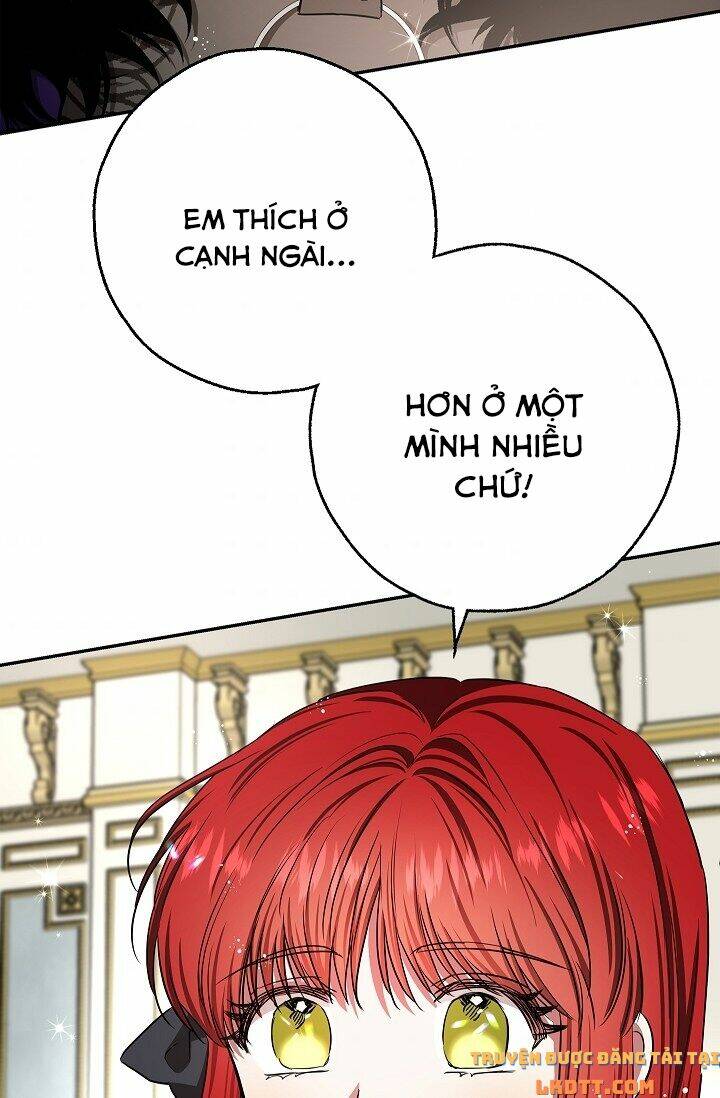 EM THÍCH Ở
CẠNH NGÀI...
HƠN Ở MỘT
MÌNH NHIỀU
CHỨ!
TRUYỆN ĐƯỢC ĐĂNG TẢI TẠI
LKDTT.COM